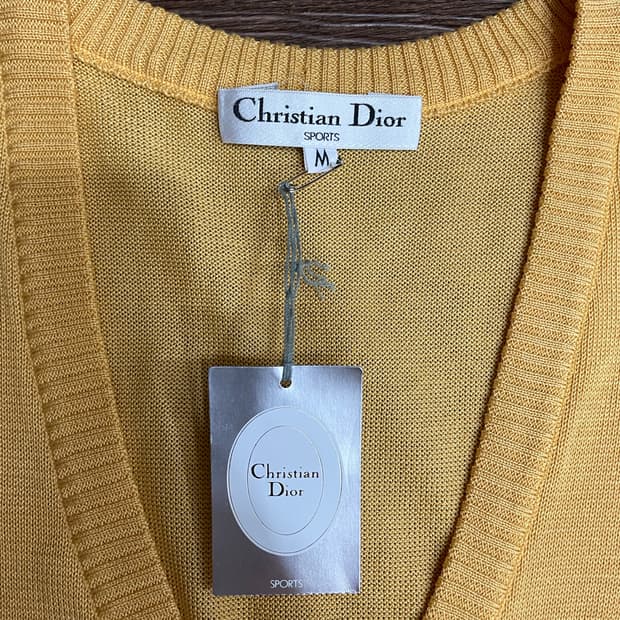 Christian Dior
SPORTS
M
Christian
Dior
SPORTS